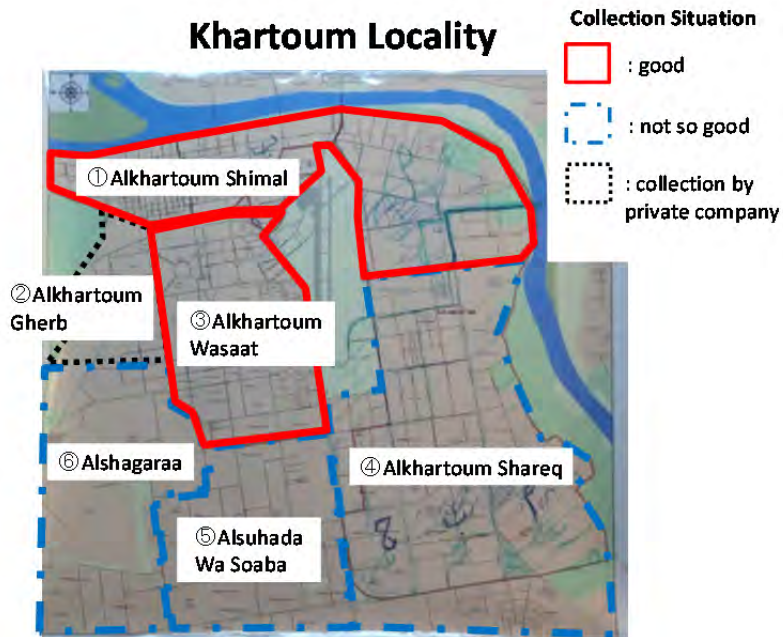 Khartoum Locality
Collection Situation
: good
: not so good
: collection by
private company
①Alkhartoum Shimal
②Alkhartoum
Gherb
③Alkhartoum
Wasaat
④Alkhartoum Shareq
⑥Alshagaraa
⑤Alsuhada
Wa Soaba